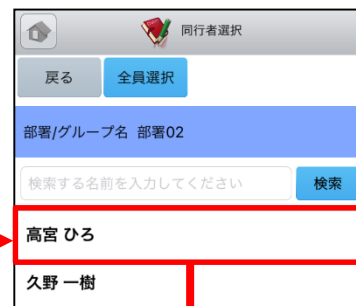 同行者選択
戻る 全員選択
部署/グループ名 部署02
検索する名前を入力してください 検索
高宮 ひろ
久野 一樹